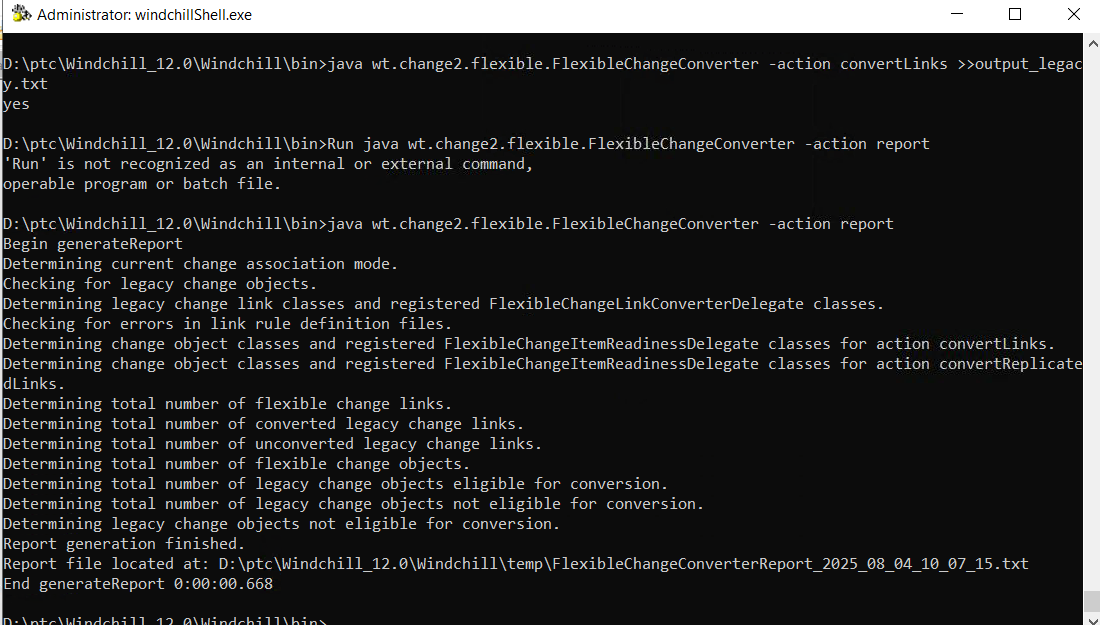 Administrator: windchillShell.exe
D:\ptc\Windchill_12.0\Windchill\bin>java wt.change2.flexible.FlexibleChangeConverter -action convertLinks >>output_legac
y.txt
yes
D:\ptc\Windchill_12.0\Windchill\bin>Run java wt.change2.flexible.FlexibleChangeConverter -action report
'Run' is not recognized as an internal or external command,
operable program or batch file.
D:\ptc\Windchill_12.0\Windchill\bin>java wt.change2.flexible.FlexibleChangeConverter -action report
Begin generateReport
Determining current change association mode.
Checking for legacy change objects.
Determining legacy change link classes and registered FlexibleChangeLinkConverterDelegate classes.
Checking for errors in link rule definition files.
Determining change object classes and registered FlexibleChangeItemReadinessDelegate classes for action convertLinks.
Determining change object classes and registered FlexibleChangeItemReadinessDelegate classes for action convertReplicate
dLinks.
Determining total number of flexible change links.
Determining total number of converted legacy change links.
Determining total number of unconverted legacy change links.
Determining total number of flexible change objects.
Determining total number of legacy change objects eligible for conversion.
Determining total number of legacy change objects not eligible for conversion.
Determining legacy change objects not eligible for conversion.
Report generation finished.
Report file located at: D:\ptc\Windchill_12.0\Windchill\temp\FlexibleChangeConverterReport_2025_08_04_10_07_15.txt
End generateReport 0:00:00.668
D:\ptc\Windchill_12.0\Windchill\bin>